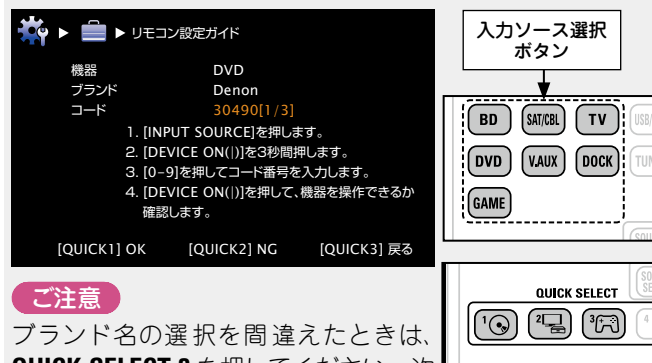 リモコン設定ガイド
機器 DVD
ブランド Denon
コード 30490[1/3]
1. [INPUT SOURCE]を押します。
2. [DEVICE ON(|)]を3秒間押します。
3. [0–9]を押してコード番号を入力します。
4. [DEVICE ON(|)]を押して、機器を操作できるか
確認します。
[QUICK1] OK [QUICK2] NG [QUICK3] 戻る
ご注意
ブランド名の選択を間違えたときは、
入力ソース選択
ボタン
BD SAT/CBL TV USB/
DVD V.AUX DOCK TUN
GAME
SOU
SO
SE
QUICK SELECT
1 2 3 4